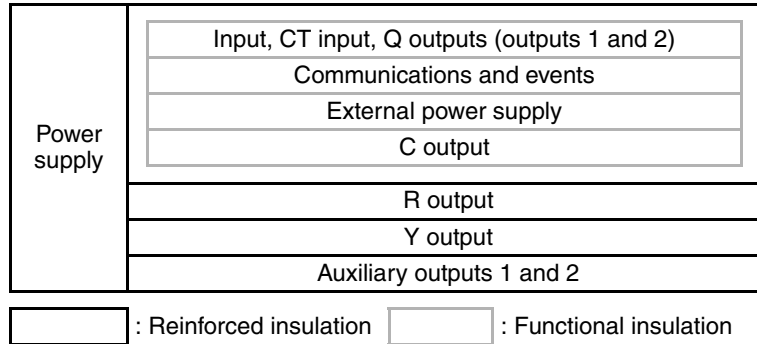 Power
supply
Input, CT input, Q outputs (outputs 1 and 2)
Communications and events
External power supply
C output
R output
Y output
Auxiliary outputs 1 and 2
: Reinforced insulation
: Functional insulation